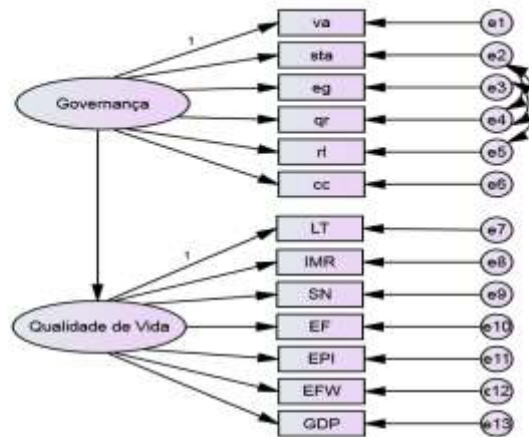 1
va
e1
sta
e2
eg
e3
Governança
qr
e4
rl
e5
cc
e6
1
LT
e7
IMR
e8
SN
e9
Qualidade de Vida
EF
e10
EPI
e11
EFW
e12
GDP
e13